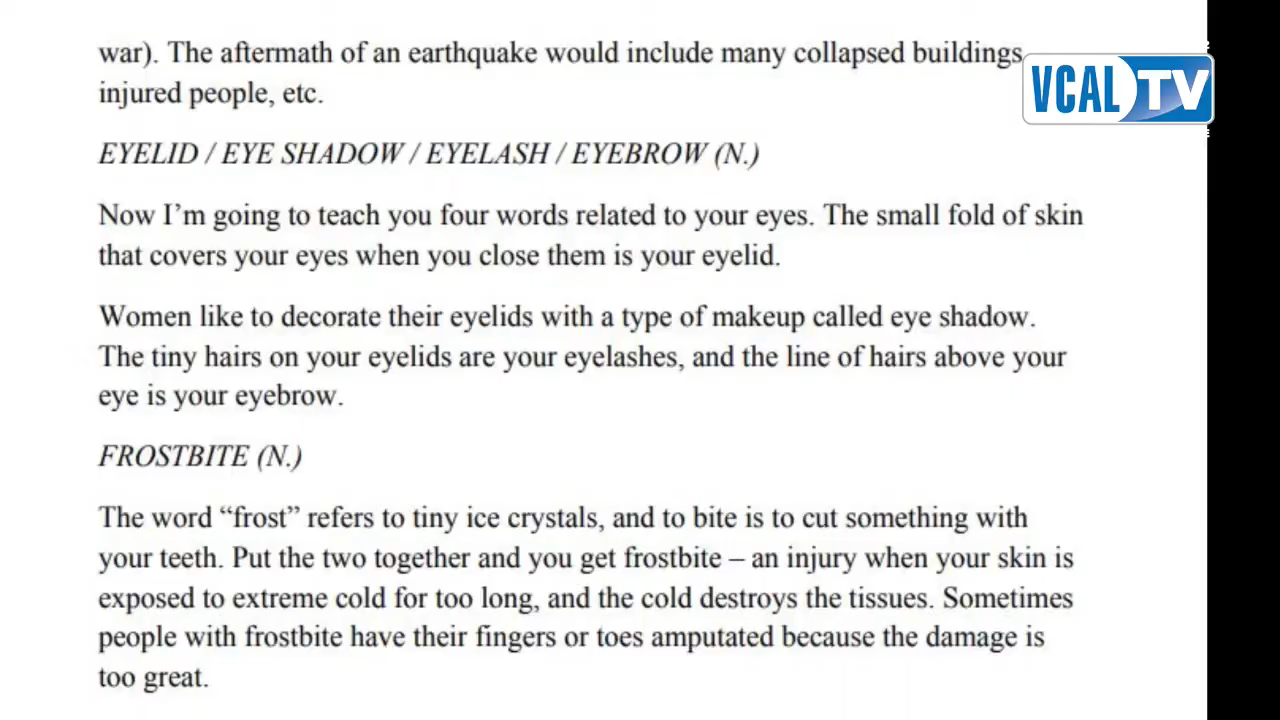 war). The aftermath of an earthquake would include many collapsed buildings
injured people, etc.
VCAL TV
EYELID / EYE SHADOW / EYELASH / EYEBROW (N.)
Now I’m going to teach you four words related to your eyes. The small fold of skin
that covers your eyes when you close them is your eyelid.
Women like to decorate their eyelids with a type of makeup called eye shadow.
The tiny hairs on your eyelids are your eyelashes, and the line of hairs above your
eye is your eyebrow.
FROSTBITE (N.)
The word “frost” refers to tiny ice crystals, and to bite is to cut something with
your teeth. Put the two together and you get frostbite – an injury when your skin is
exposed to extreme cold for too long, and the cold destroys the tissues. Sometimes
people with frostbite have their fingers or toes amputated because the damage is
too great.